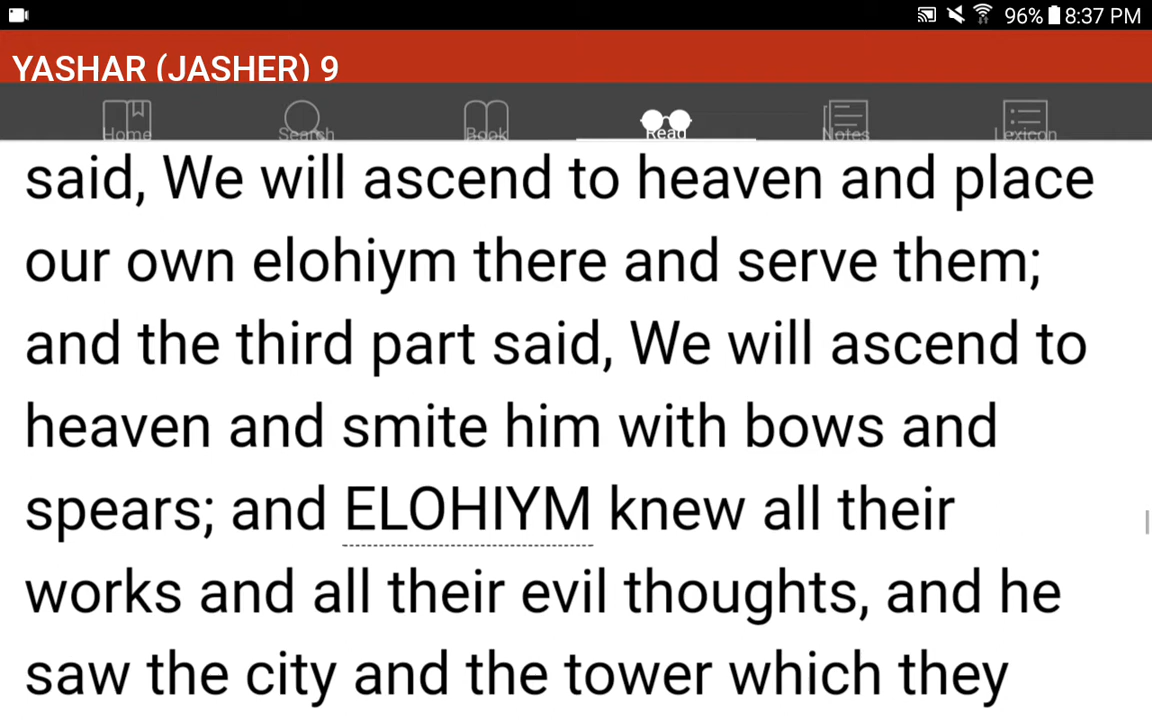 96% 8:37 PM
YASHAR (JASHER) 9
Home Search Book Read Notes Lexicon
said, We will ascend to heaven and place
our own elohiym there and serve them;
and the third part said, We will ascend to
heaven and smite him with bows and
spears; and ELOHIYM knew all their
works and all their evil thoughts, and he
saw the city and the tower which they